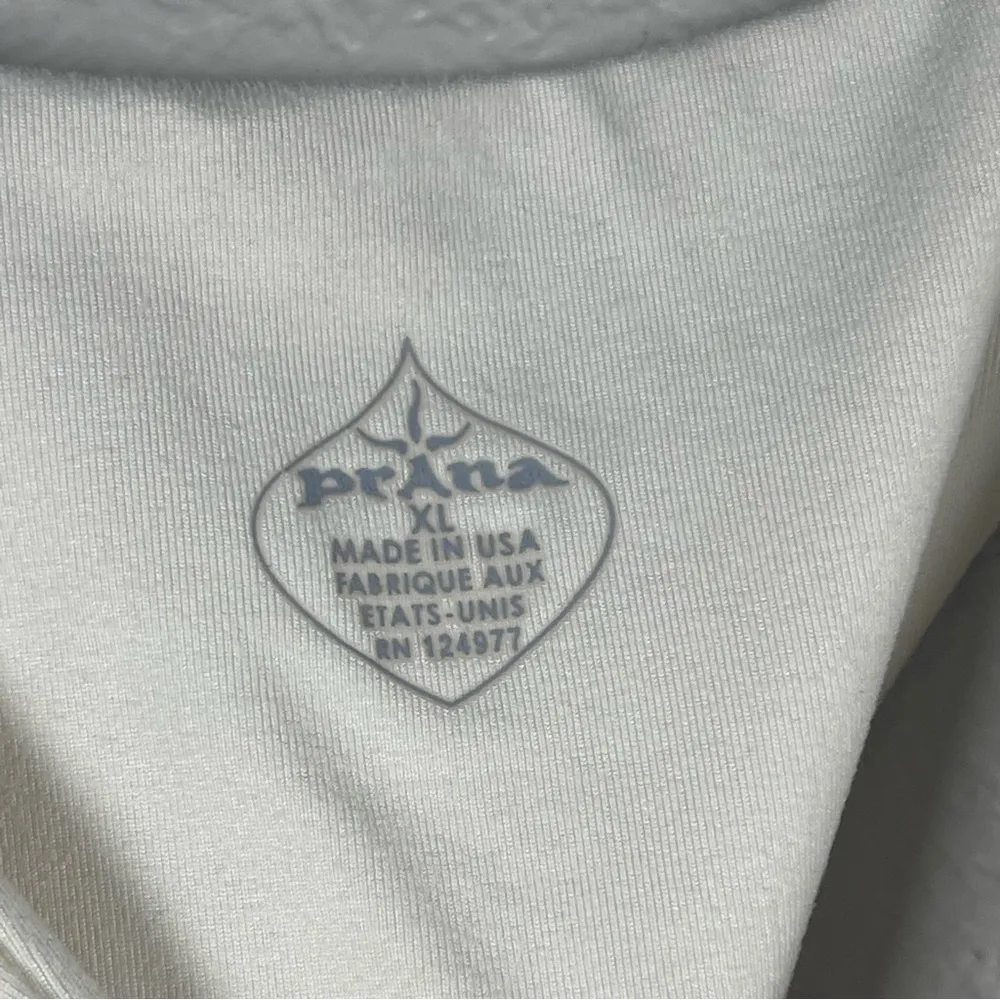 prAna
XL
MADE IN USA
FABRIQUE AUX
ETATS-UNIS
RN 124977